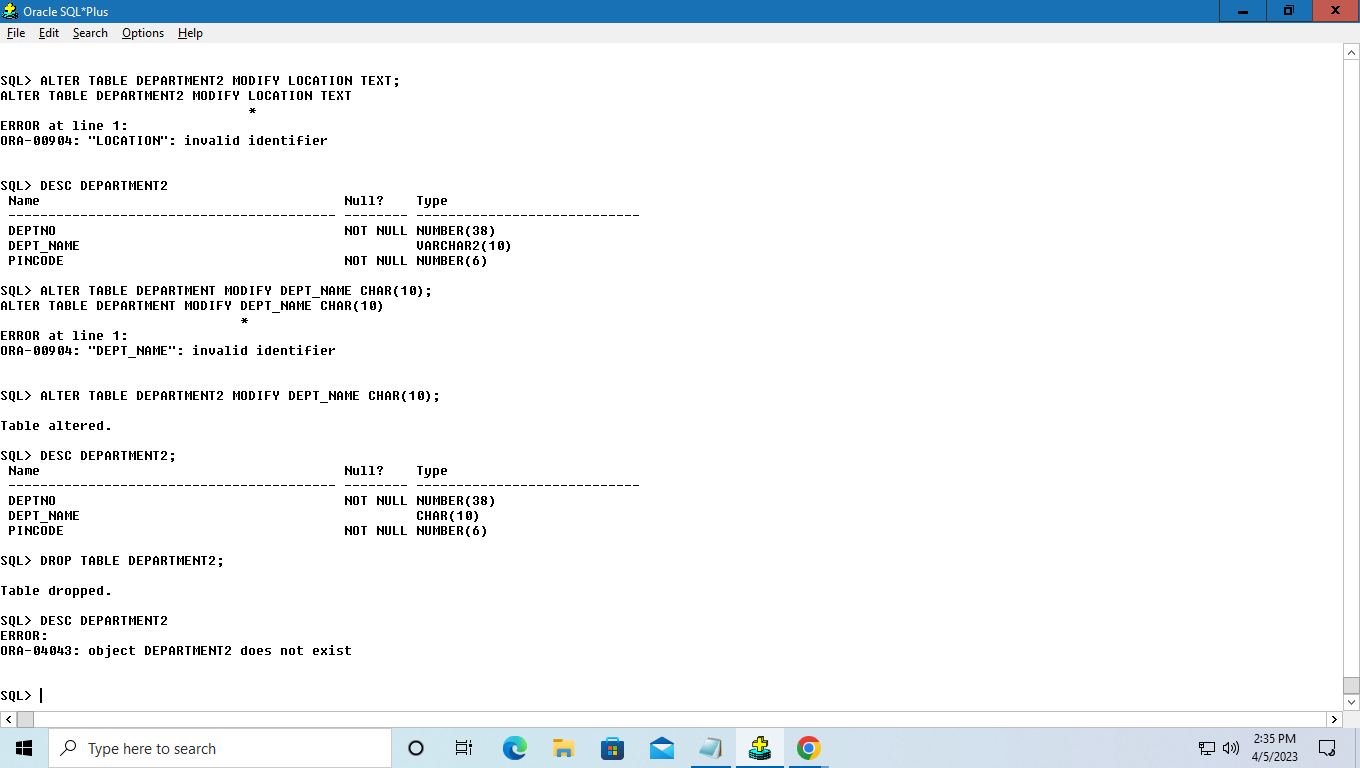 Oracle SQL*Plus
File Edit Search Options Help
SQL> ALTER TABLE DEPARTMENT2 MODIFY LOCATION TEXT;
ALTER TABLE DEPARTMENT2 MODIFY LOCATION TEXT
*
ERROR at line 1:
ORA-00904: "LOCATION": invalid identifier
SQL> DESC DEPARTMENT2
Name Null? Type
----------------------------------------- -------- ----------------------------
DEPTNO NOT NULL NUMBER(38)
DEPT_NAME VARCHAR2(10)
PINCODE NOT NULL NUMBER(6)
SQL> ALTER TABLE DEPARTMENT MODIFY DEPT_NAME CHAR(10);
ALTER TABLE DEPARTMENT MODIFY DEPT_NAME CHAR(10)
*
ERROR at line 1:
ORA-00904: "DEPT_NAME": invalid identifier
SQL> ALTER TABLE DEPARTMENT2 MODIFY DEPT_NAME CHAR(10);
Table altered.
SQL> DESC DEPARTMENT2;
Name Null? Type
----------------------------------------- -------- ----------------------------
DEPTNO NOT NULL NUMBER(38)
DEPT_NAME CHAR(10)
PINCODE NOT NULL NUMBER(6)
SQL> DROP TABLE DEPARTMENT2;
Table dropped.
SQL> DESC DEPARTMENT2
ERROR:
ORA-04043: object DEPARTMENT2 does not exist
SQL>
Type here to search
2:35 PM
4/5/2023